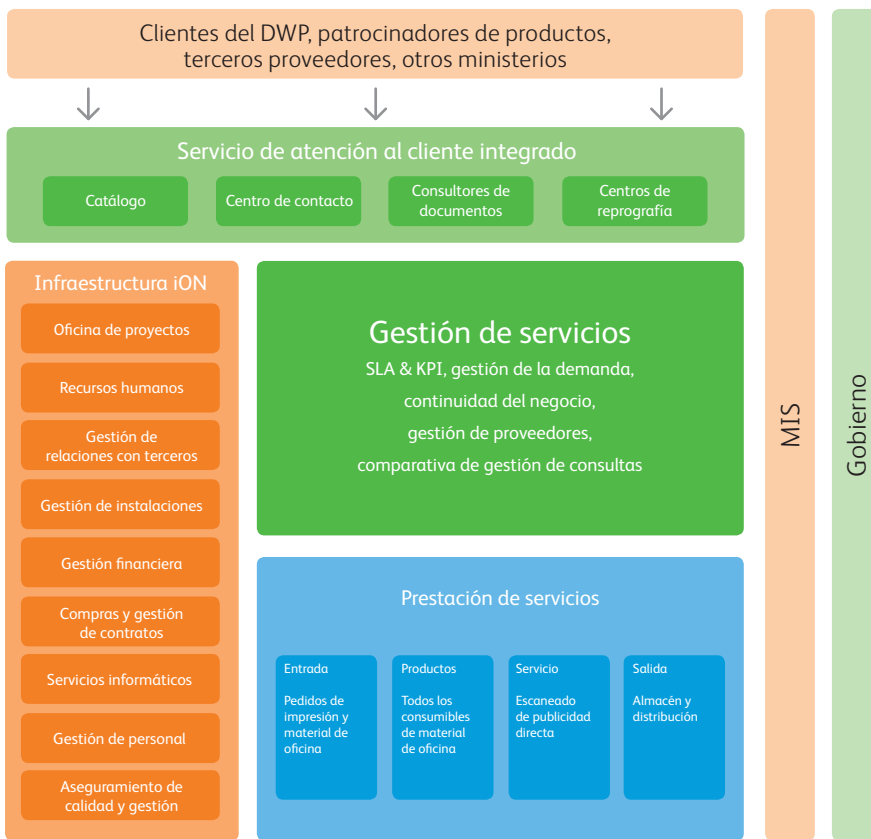 Clientes del DWP, patrocinadores de productos,
terceros proveedores, otros ministerios
Servicio de atención al cliente integrado
Catálogo
Centro de contacto
Consultores de
documentos
Centros de
reprografía
Infraestructura iON
Oficina de proyectos
Recursos humanos
Gestión de
relaciones con terceros
Gestión de instalaciones
Gestión financiera
Compras y gestión
de contratos
Servicios informáticos
Gestión de personal
Aseguramiento de
calidad y gestión
Gestión de servicios
SLA & KPI, gestión de la demanda,
continuidad del negocio,
gestión de proveedores,
comparativa de gestión de consultas
Prestación de servicios
Entrada
Pedidos de
impresión y
material de
oficina
Productos
Todos los
consumibles
de material
de oficina
Servicio
Escaneado
de publicidad
directa
Salida
Almacén y
distribución
MIS
Gobierno